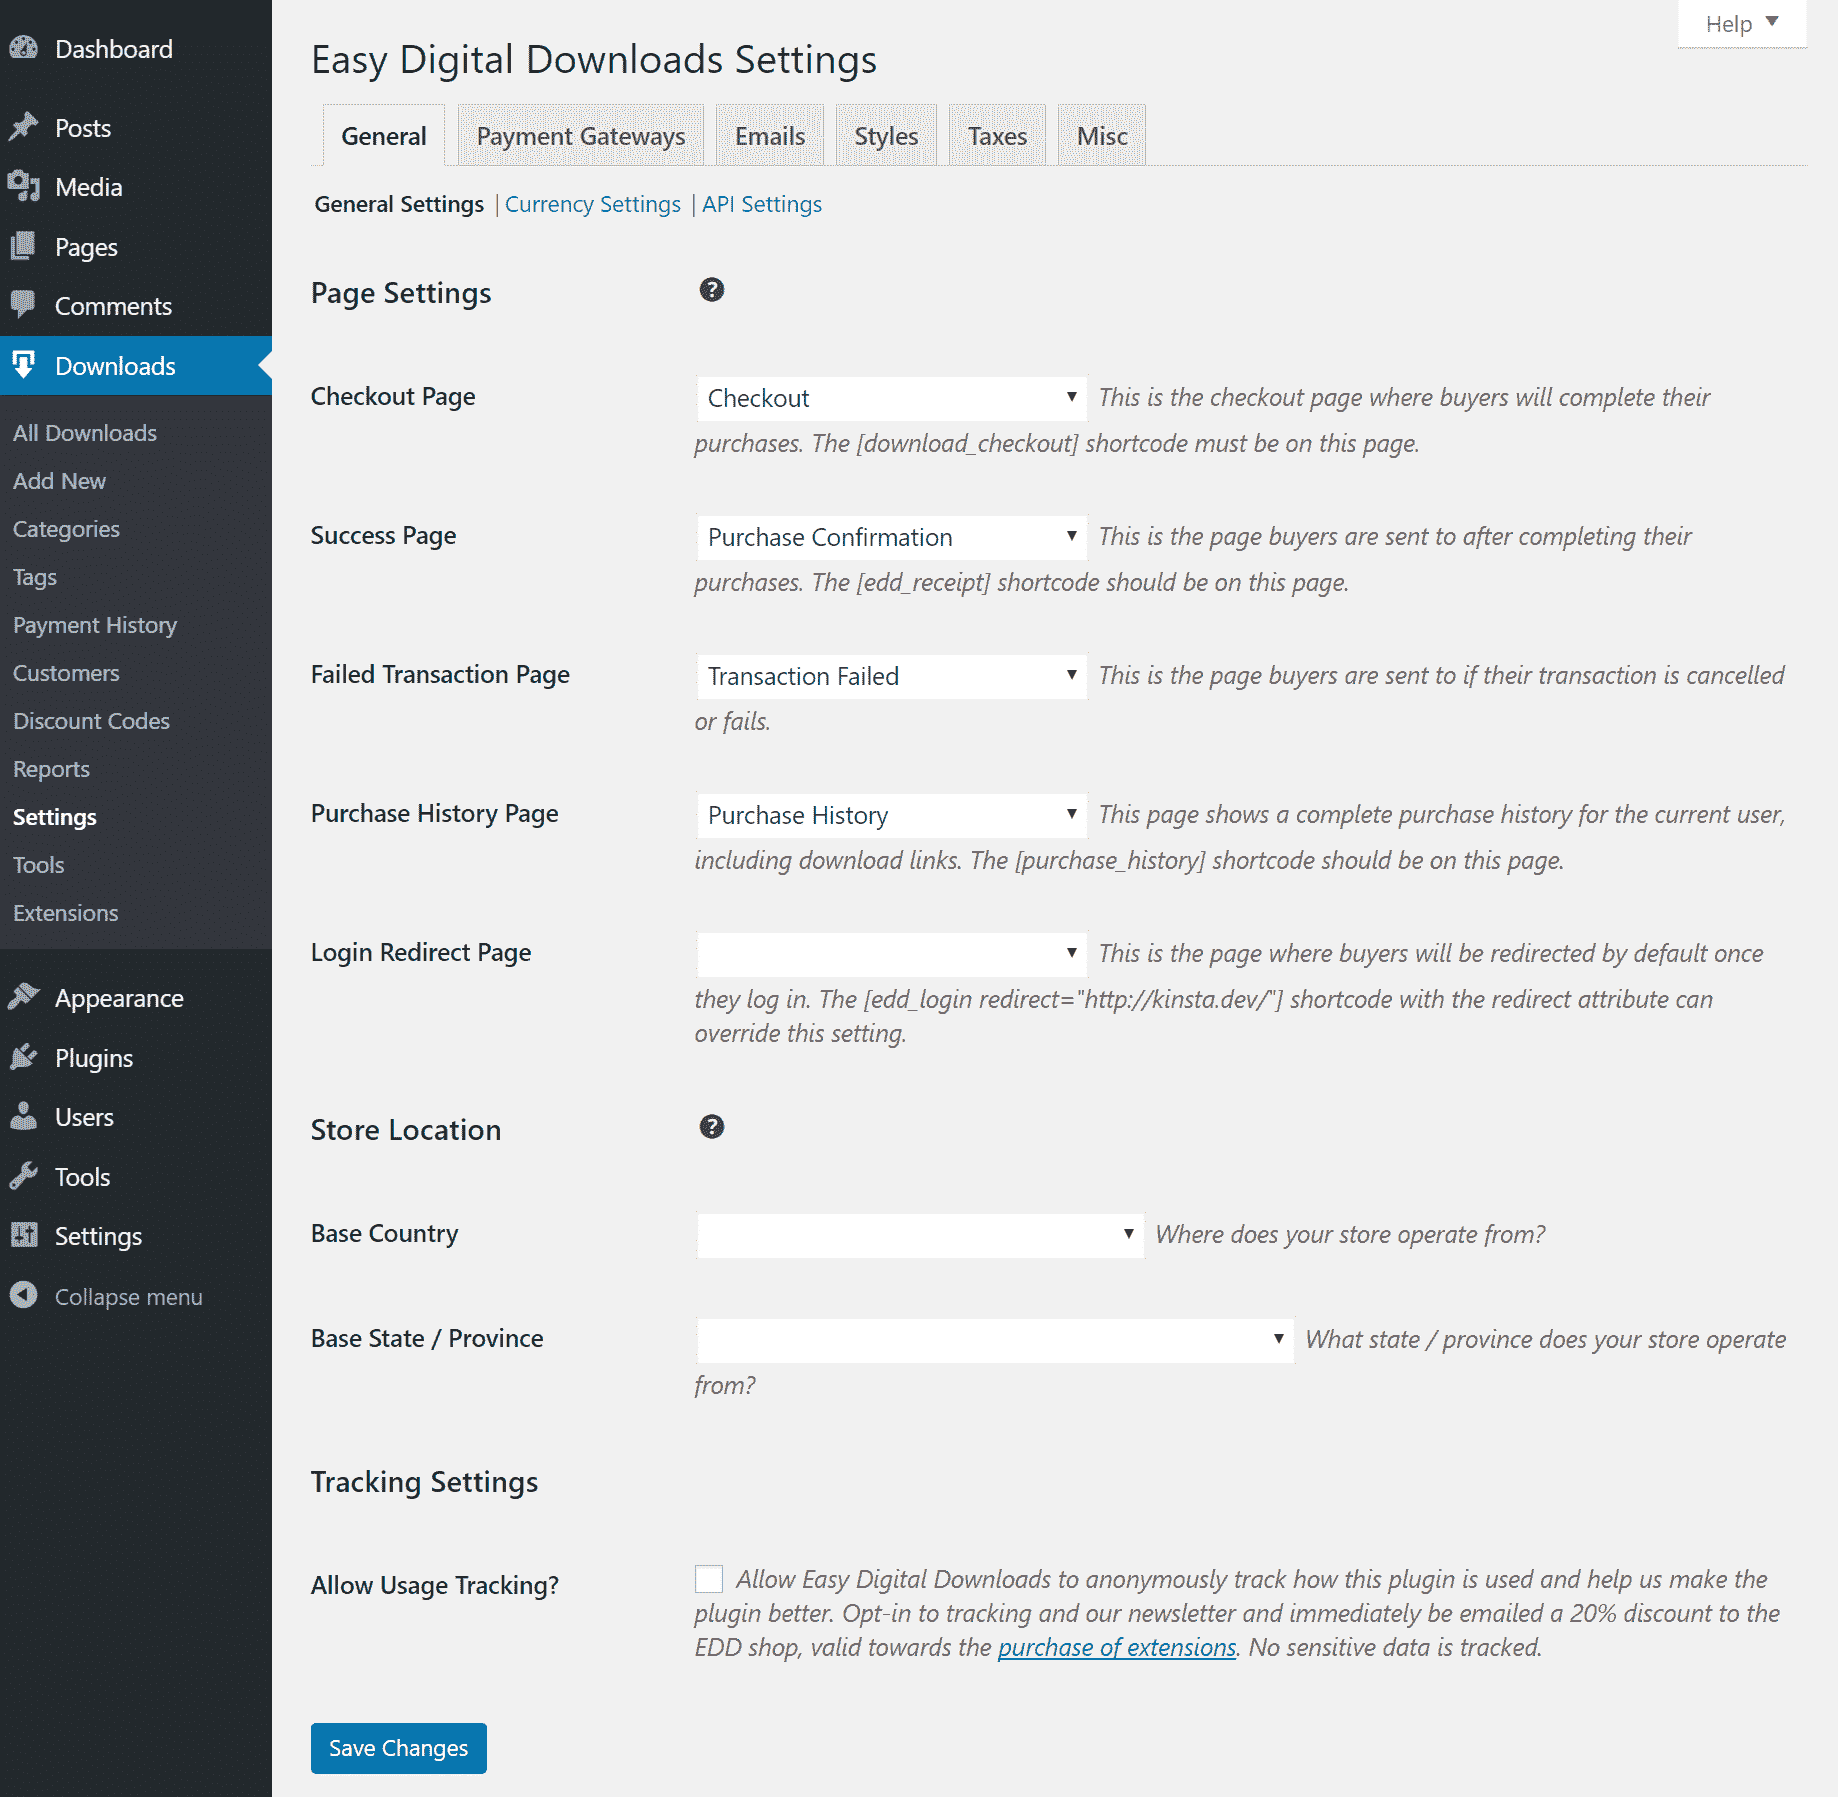 Dashboard
Posts
Media
Pages
Comments
Downloads
All Downloads
Add New
Categories
Tags
Payment History
Customers
Discount Codes
Reports
Settings
Tools
Extensions
Appearance
Plugins
Users
Tools
Settings
Collapse menu
Help
Easy Digital Downloads Settings
General Payment Gateways Emails Styles Taxes Misc
General Settings | Currency Settings | API Settings
Page Settings
Checkout Page Checkout This is the checkout page where buyers will complete their
purchases. The [download_checkout] shortcode must be on this page.
Success Page Purchase Confirmation This is the page buyers are sent to after completing their
purchases. The [edd_receipt] shortcode should be on this page.
Failed Transaction Page Transaction Failed This is the page buyers are sent to if their transaction is cancelled
or fails.
Purchase History Page Purchase History This page shows a complete purchase history for the current user,
including download links. The [purchase_history] shortcode should be on this page.
Login Redirect Page This is the page where buyers will be redirected by default once
they log in. The [edd_login redirect="http://kinsta.dev/"] shortcode with the redirect attribute can
override this setting.
Store Location
Base Country Where does your store operate from?
Base State / Province What state / province does your store operate
from?
Tracking Settings
Allow Usage Tracking? Allow Easy Digital Downloads to anonymously track how this plugin is used and help us make the
plugin better. Opt-in to tracking and our newsletter and immediately be emailed a 20% discount to the
EDD shop, valid towards the purchase of extensions. No sensitive data is tracked.
Save Changes